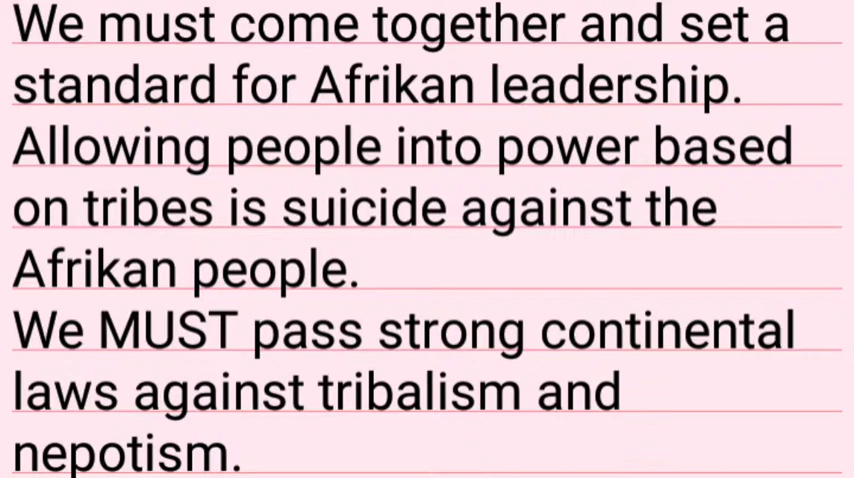 We must come together and set a
standard for Afrikan leadership.
Allowing people into power based
on tribes is suicide against the
Afrikan people.
We MUST pass strong continental
laws against tribalism and
nepotism.